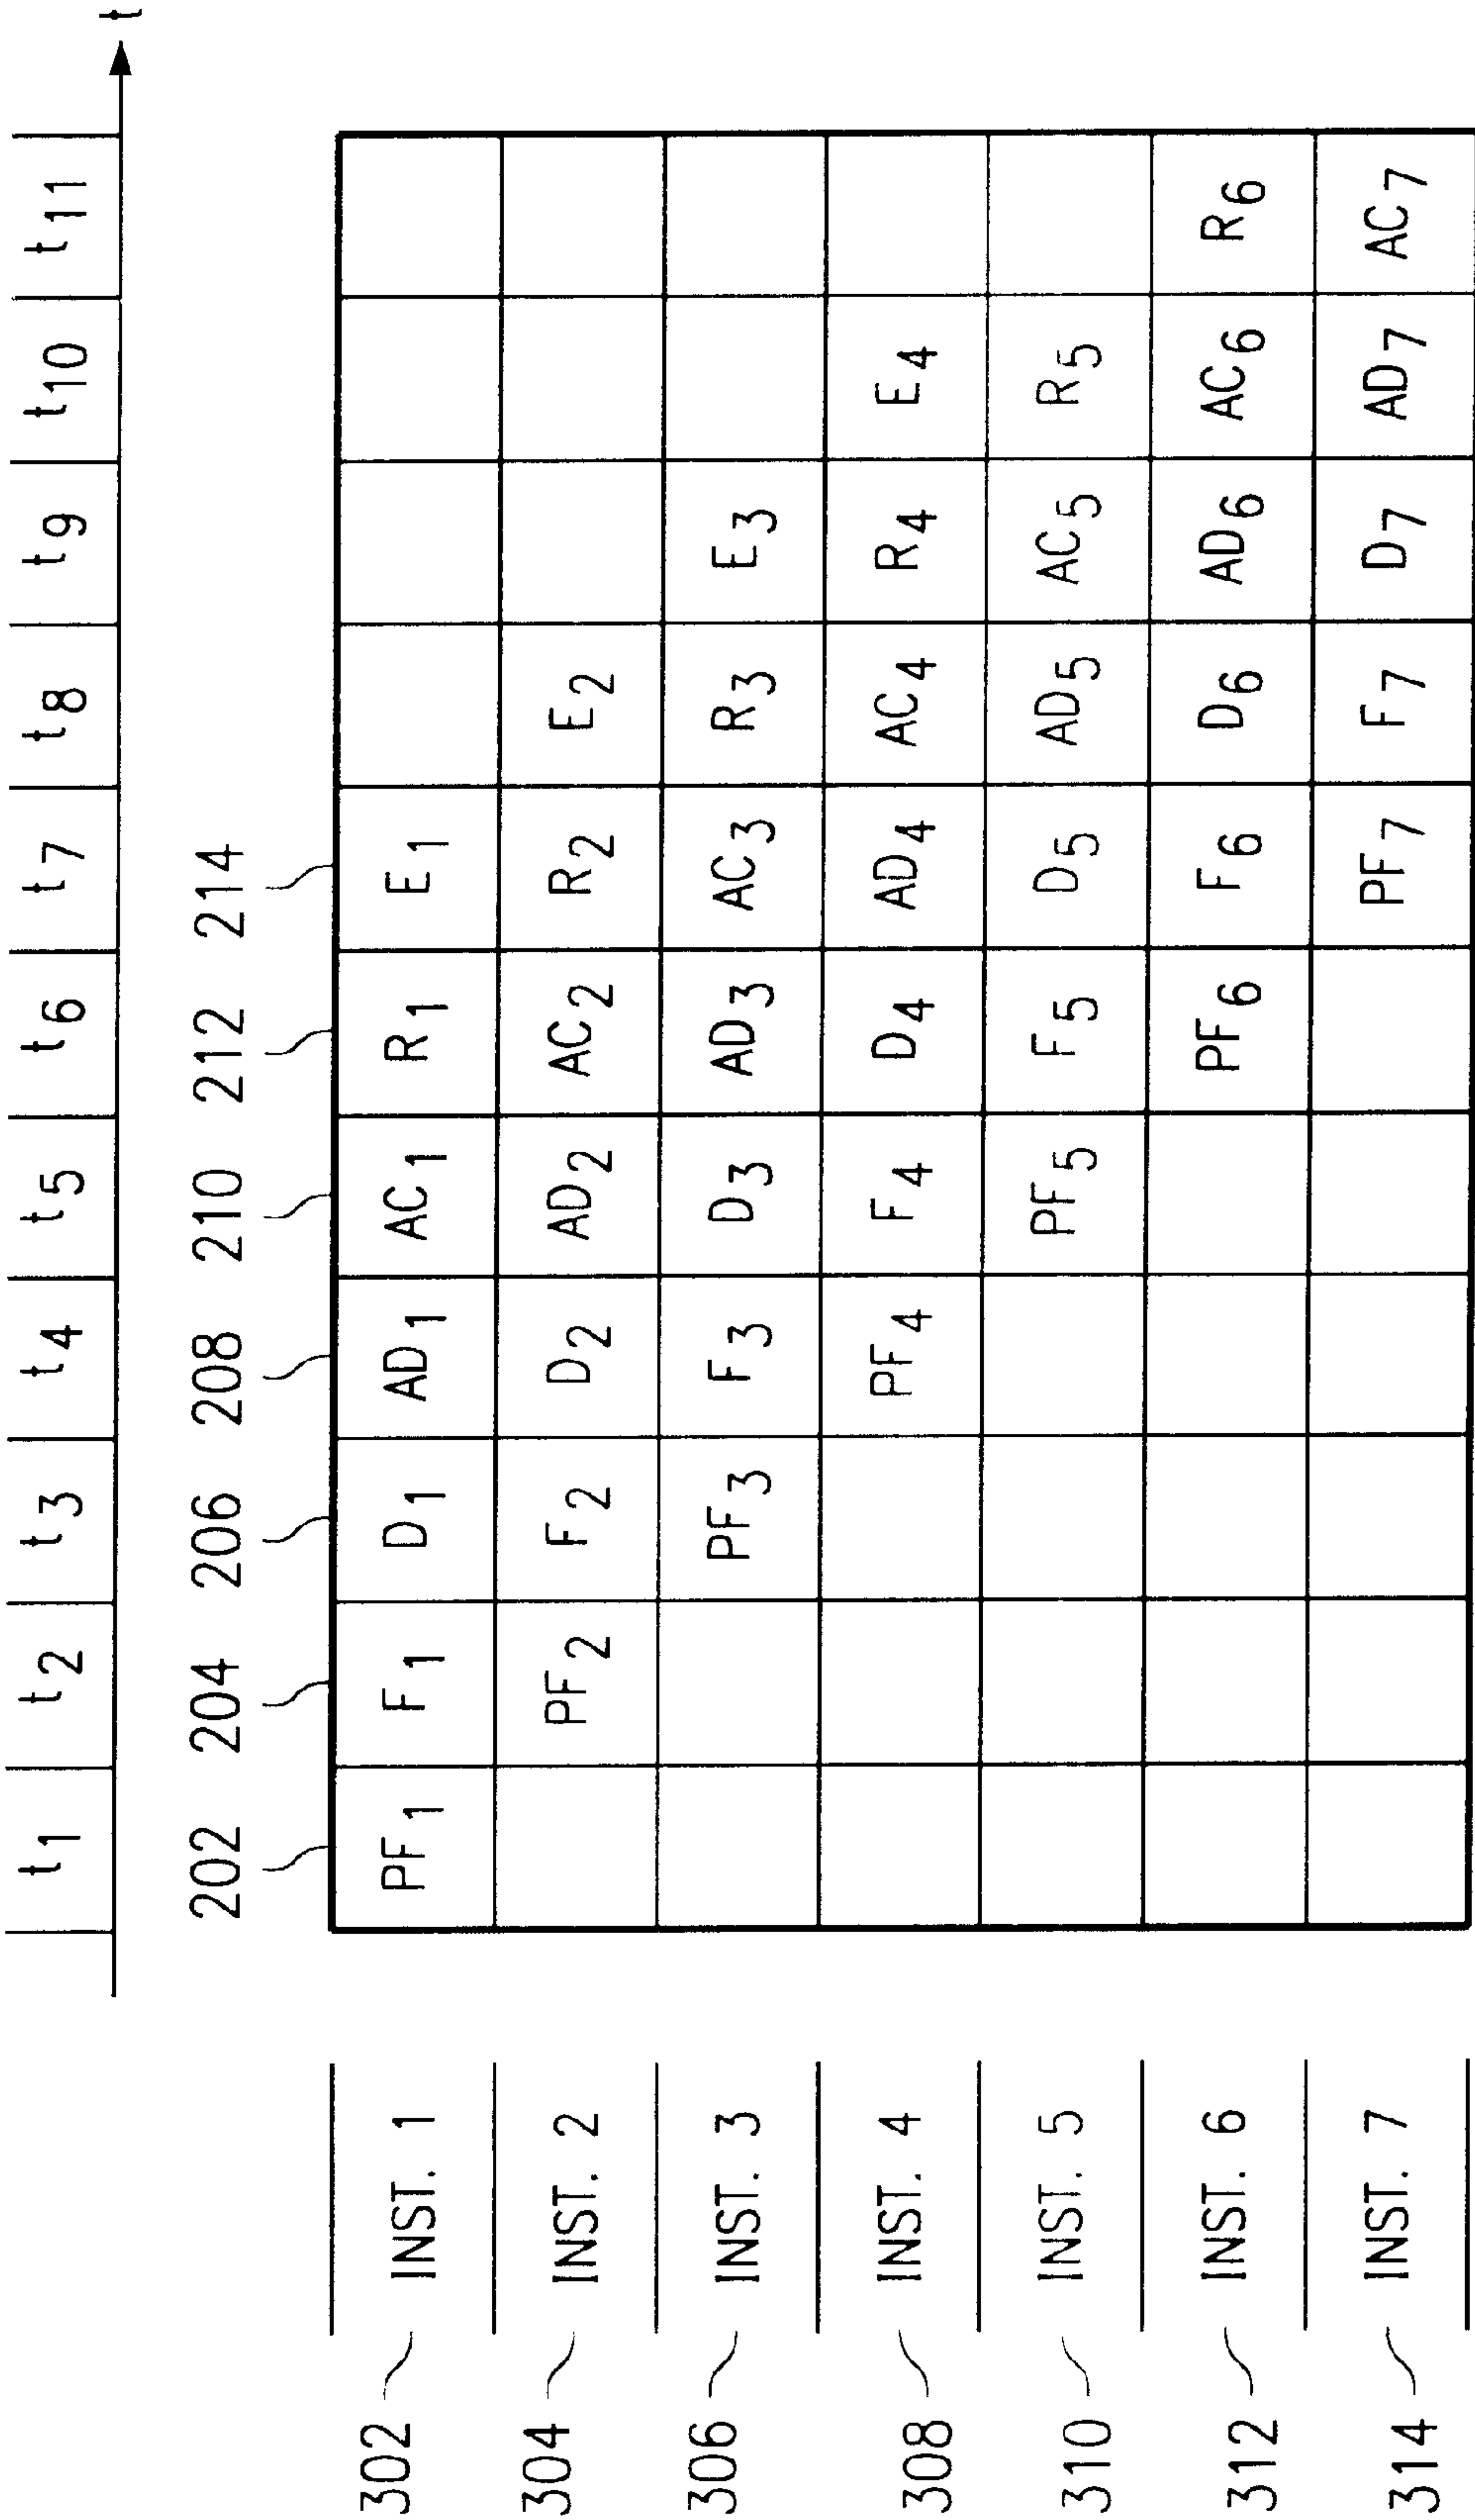 t1 t2 t3 t4 t5 t6 t7 t8 t9 t10 t11 t
202 204 206 208 210 212 214
302 INST. 1 PF1 F1 D1 AD1 AC1 R1 E1
304 INST. 2 PF2 F2 D2 AD2 AC2 R2 E2
306 INST. 3 PF3 F3 D3 AD3 AC3 R3 E3
308 INST. 4 PF4 F4 D4 AD4 AC4 R4 E4
310 INST. 5 PF5 F5 D5 AD5 AC5 R5
312 INST. 6 PF6 F6 D6 AD6 AC6 R6
314 INST. 7 PF7 F7 D7 AD7 AC7